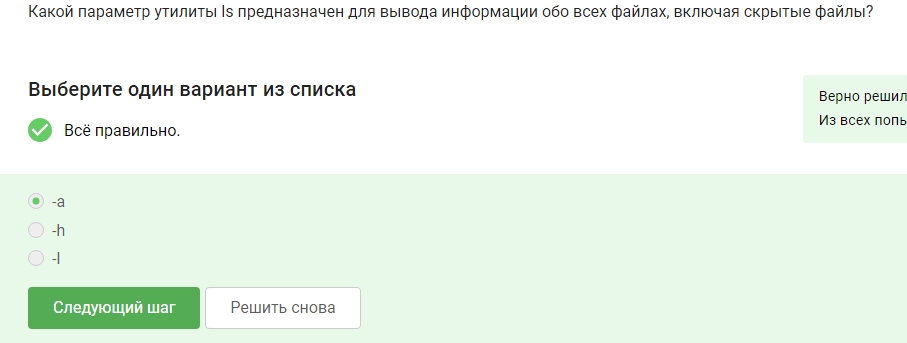 Какой параметр утилиты ls предназначен для вывода информации обо всех файлах, включая скрытые файлы?
Выберите один вариант из списка
Всё правильно.
Верно решил
Из всех попы
-a
-h
-l
Следующий шаг
Решить снова